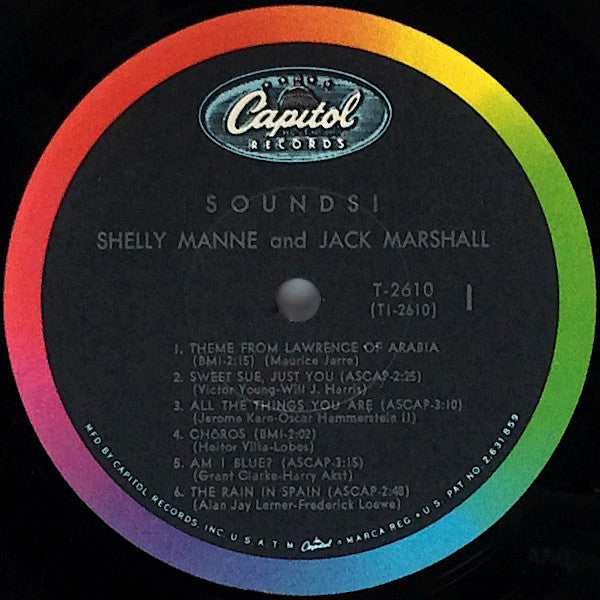 Capitol
RECORDS
SOUNDS!
SHELLY MANNE and JACK MARSHALL
T-2610 1
(T1-2610)
1. THEME FROM LAWRENCE OF ARABIA
(BMI-2:15) (Maurice Jarre)
2. SWEET SUE, JUST YOU (ASCAP-2:25)
(Victor Young-Will J. Harris)
3. ALL THE THINGS YOU ARE (ASCAP-3:10)
(Jerome Kern-Oscar Hammerstein II)
4. CHÔROS (BMI-2:02)
(Heitor Villa-Lobos)
5. AM I BLUE? (ASCAP-3:15)
(Grant Clarke-Harry Akst)
6. THE RAIN IN SPAIN (ASCAP-2:48)
(Alan Jay Lerner-Frederick Loewe)
MFD BY CAPITOL RECORDS, INC. U.S.A. T M Capitol • MARCA REG. • U.S. PAT. NO. 2,631,859